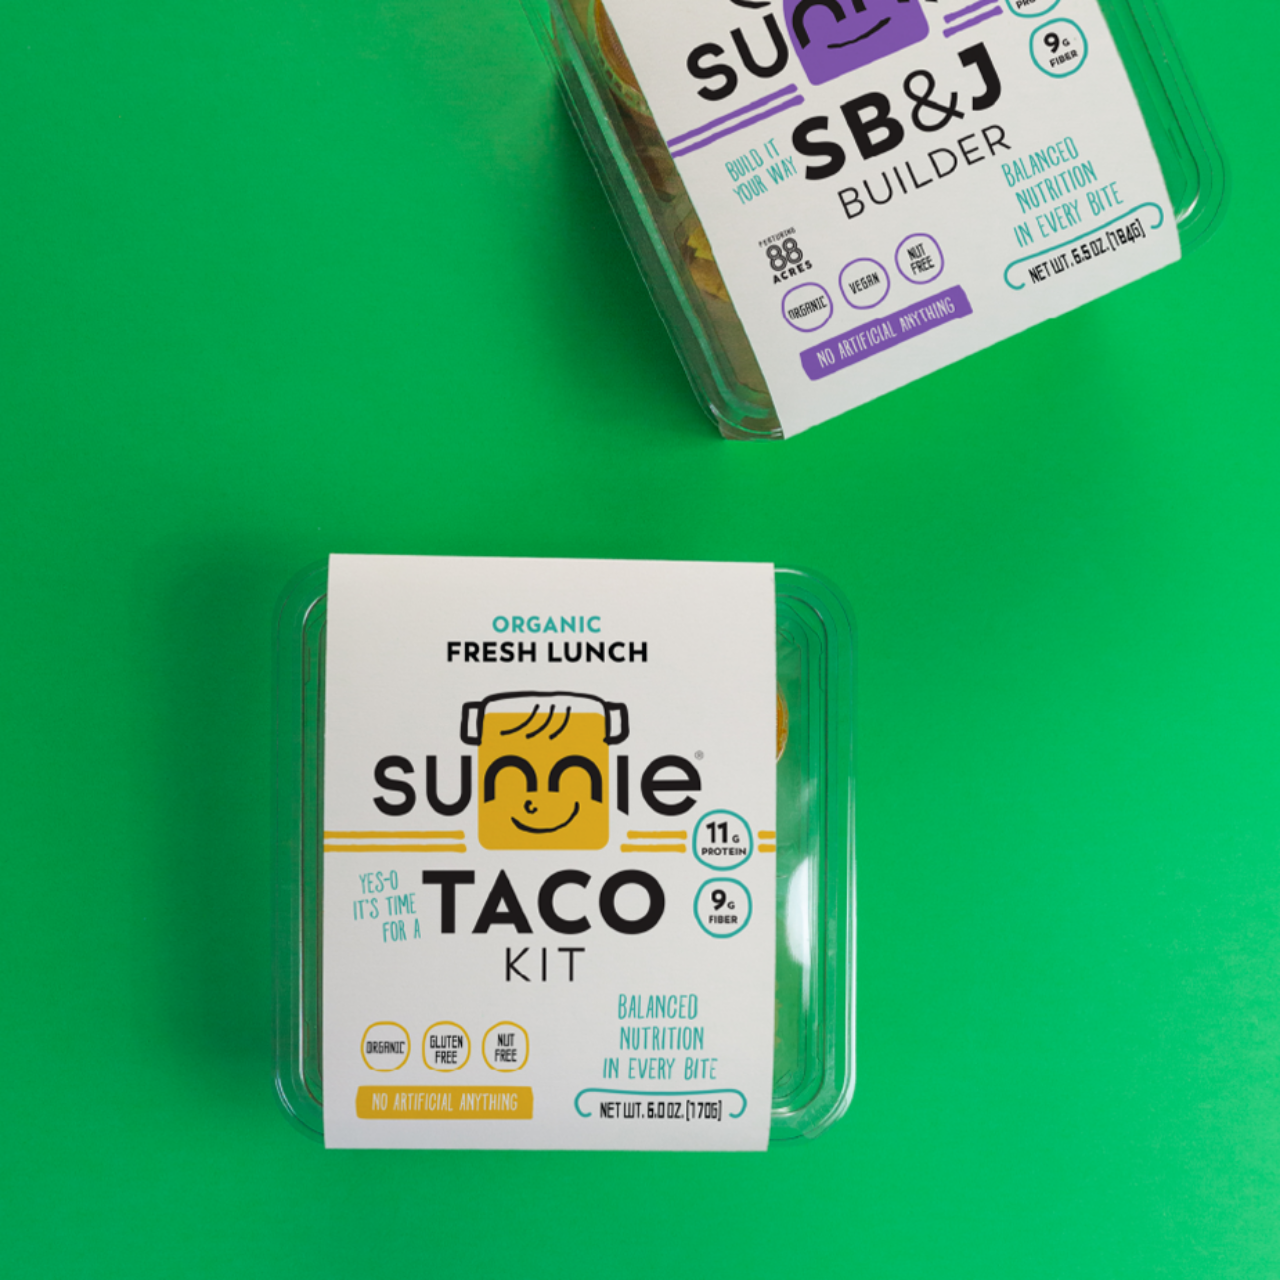 SUNN
PRO
9G
FIBER
BUILD IT
YOUR WAY
SB&J
BUILDER
BALANCED
NUTRITION
IN EVERY BITE
NET WT. 6.5 OZ. [184G]
FEATURING
88
ACRES
ORGANIC
VEGAN
NUT
FREE
NO ARTIFICIAL ANYTHING
ORGANIC
FRESH LUNCH
sunnie®
11G
PROTEIN
9G
FIBER
YES-O
IT'S TIME
FOR A
TACO
KIT
ORGANIC
GLUTEN
FREE
NUT
FREE
NO ARTIFICIAL ANYTHING
BALANCED
NUTRITION
IN EVERY BITE
NET WT. 6.0 OZ. [170G]